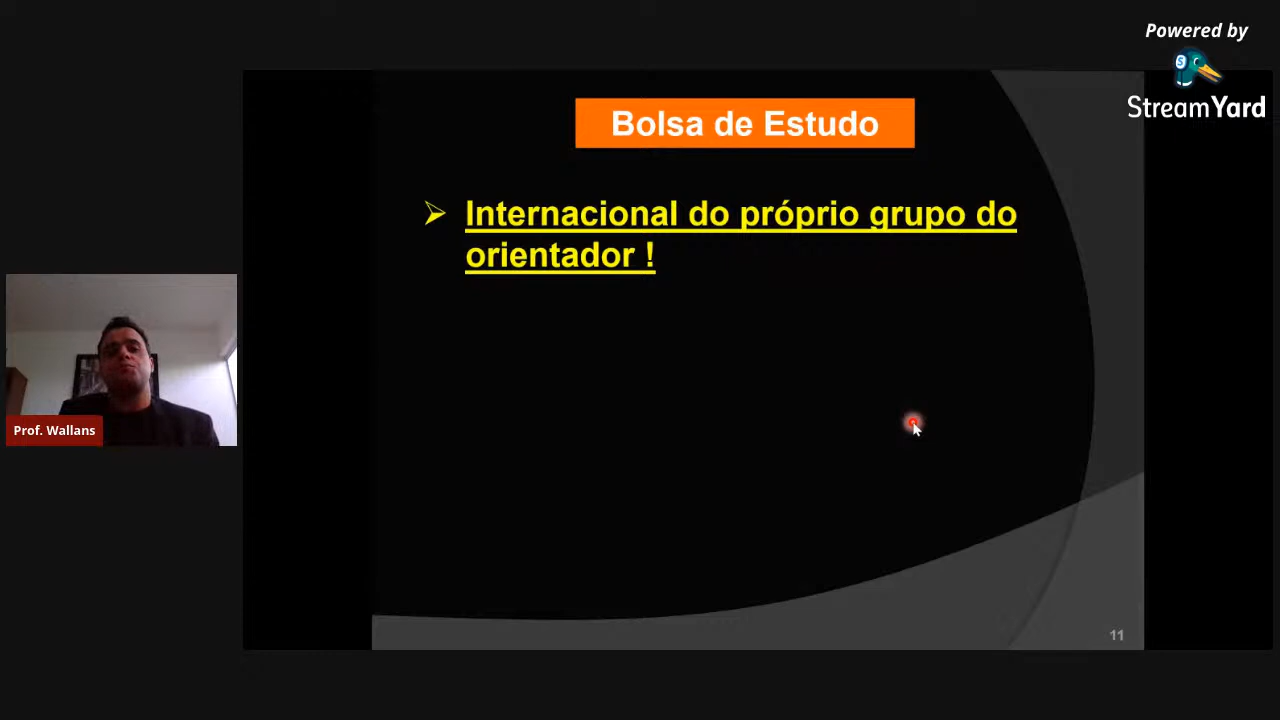 Powered by
StreamYard
Bolsa de Estudo
Internacional do próprio grupo do
orientador !
Prof. Wallans
11